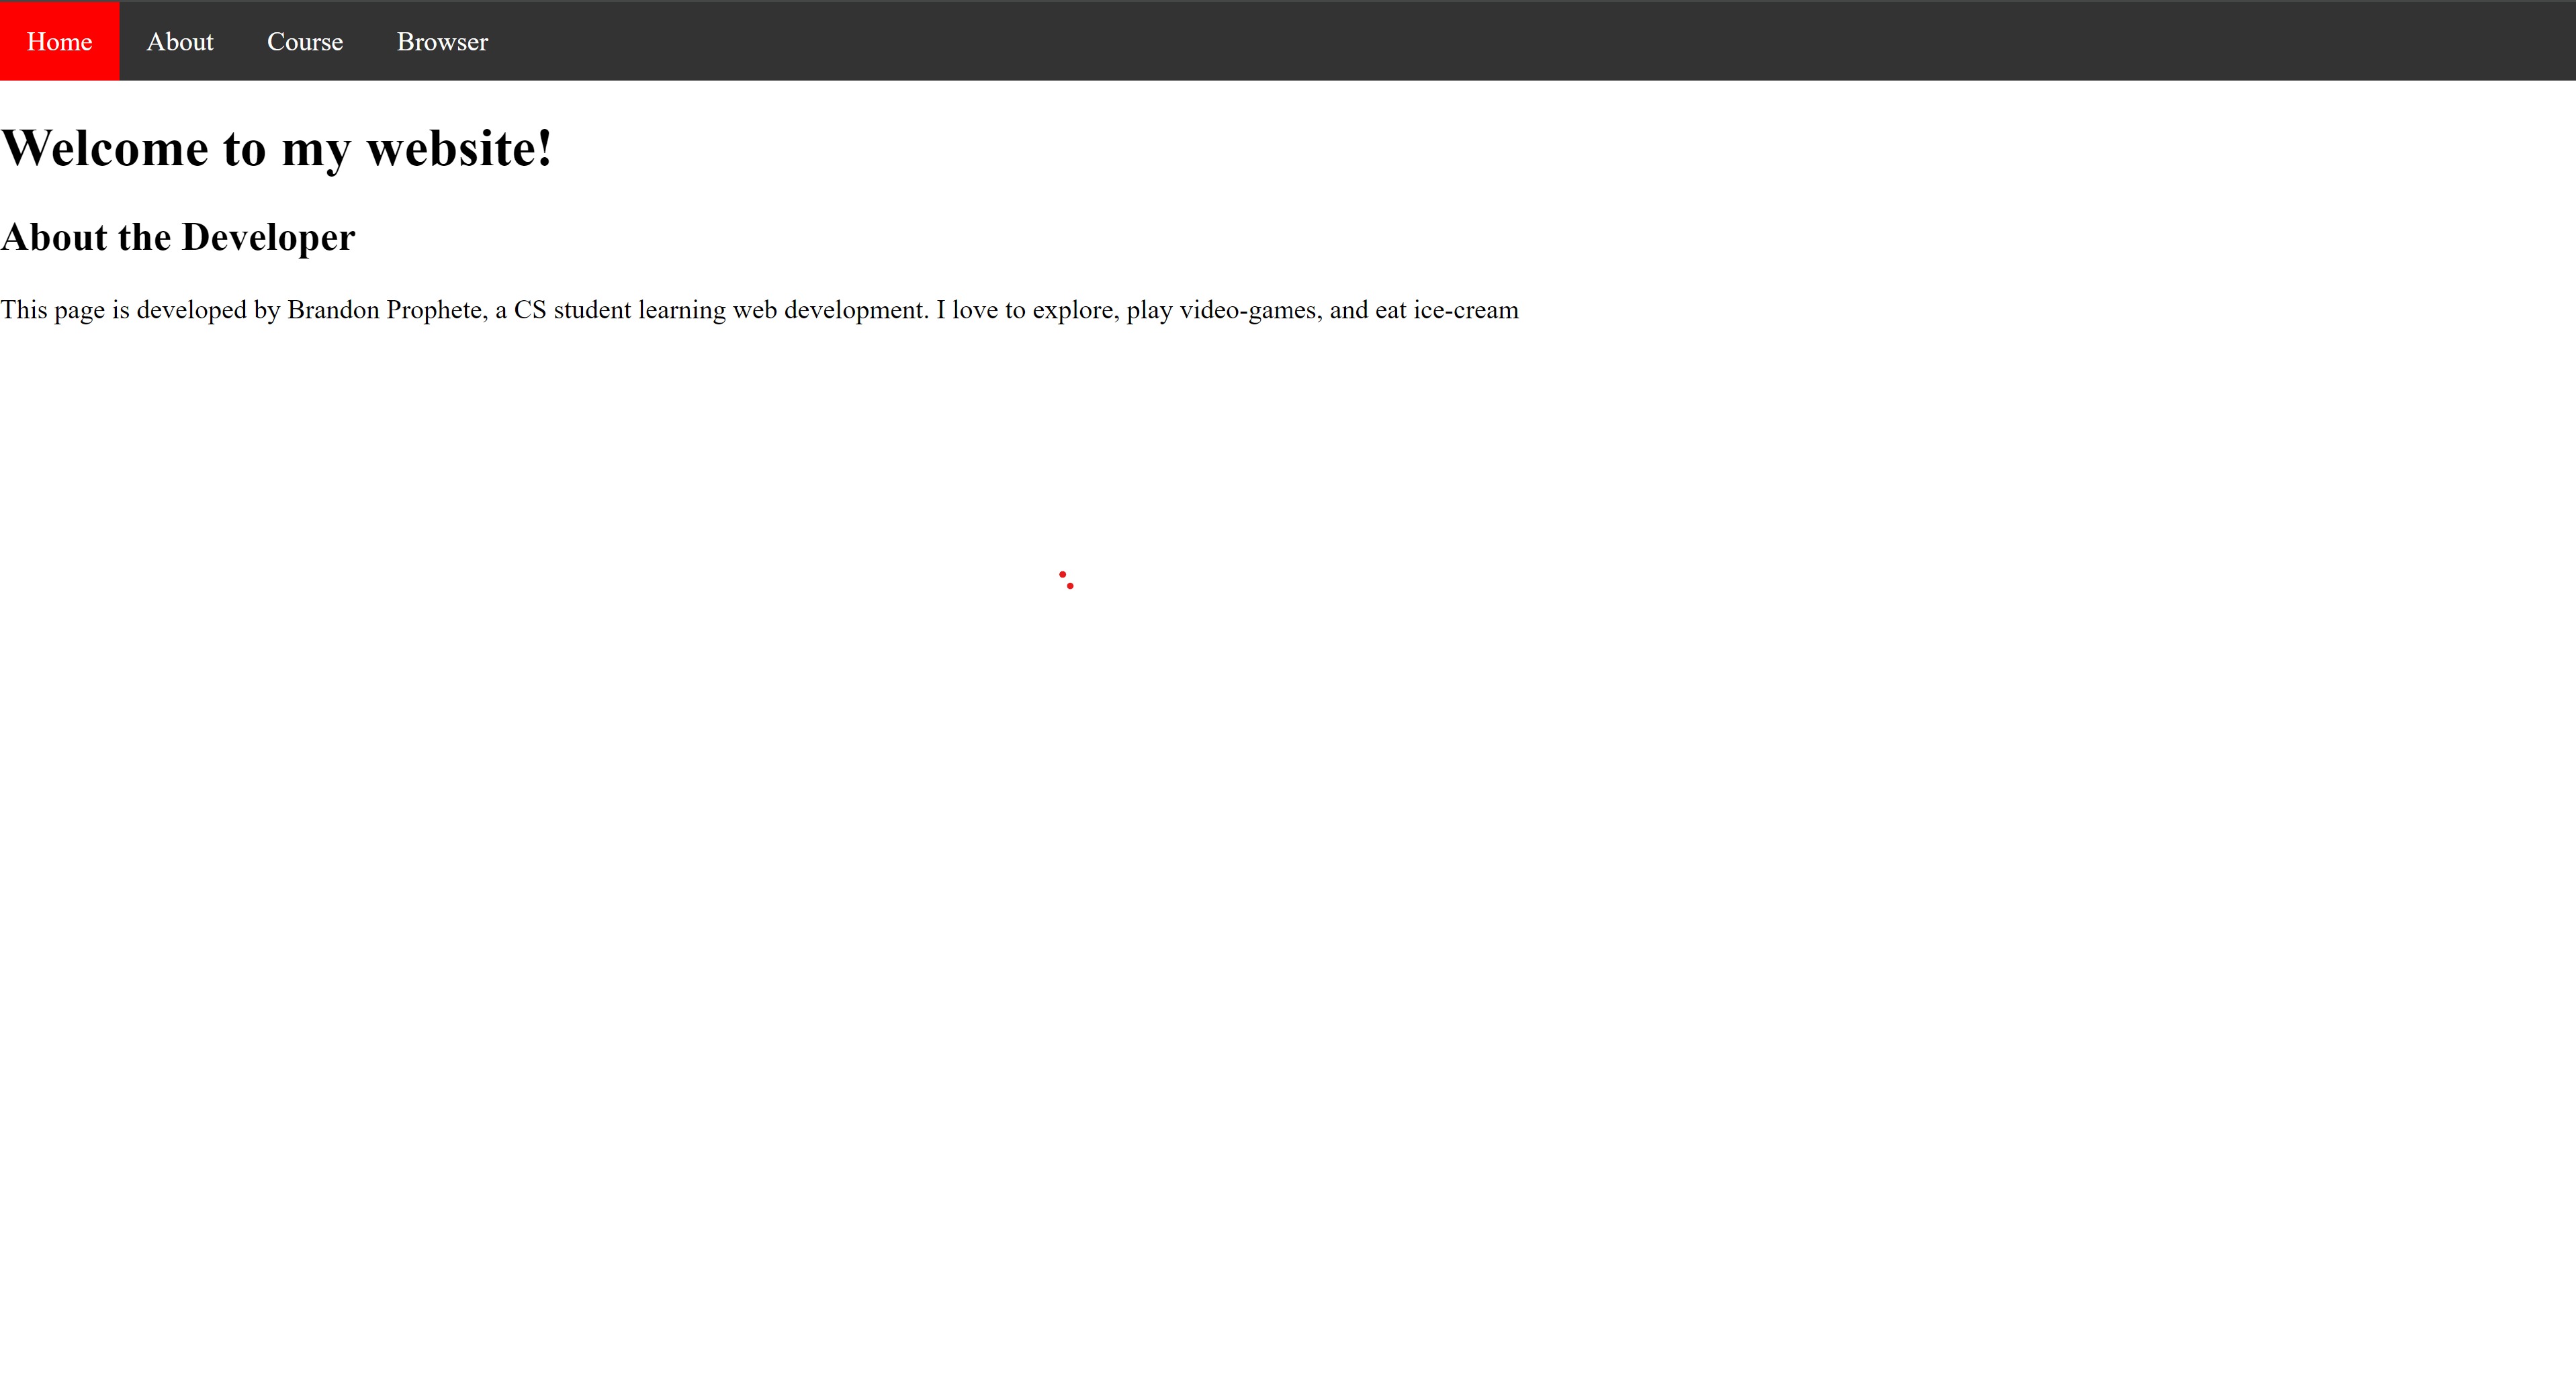 Home About Course Browser
Welcome to my website!
About the Developer
This page is developed by Brandon Prophete, a CS student learning web development. I love to explore, play video-games, and eat ice-cream